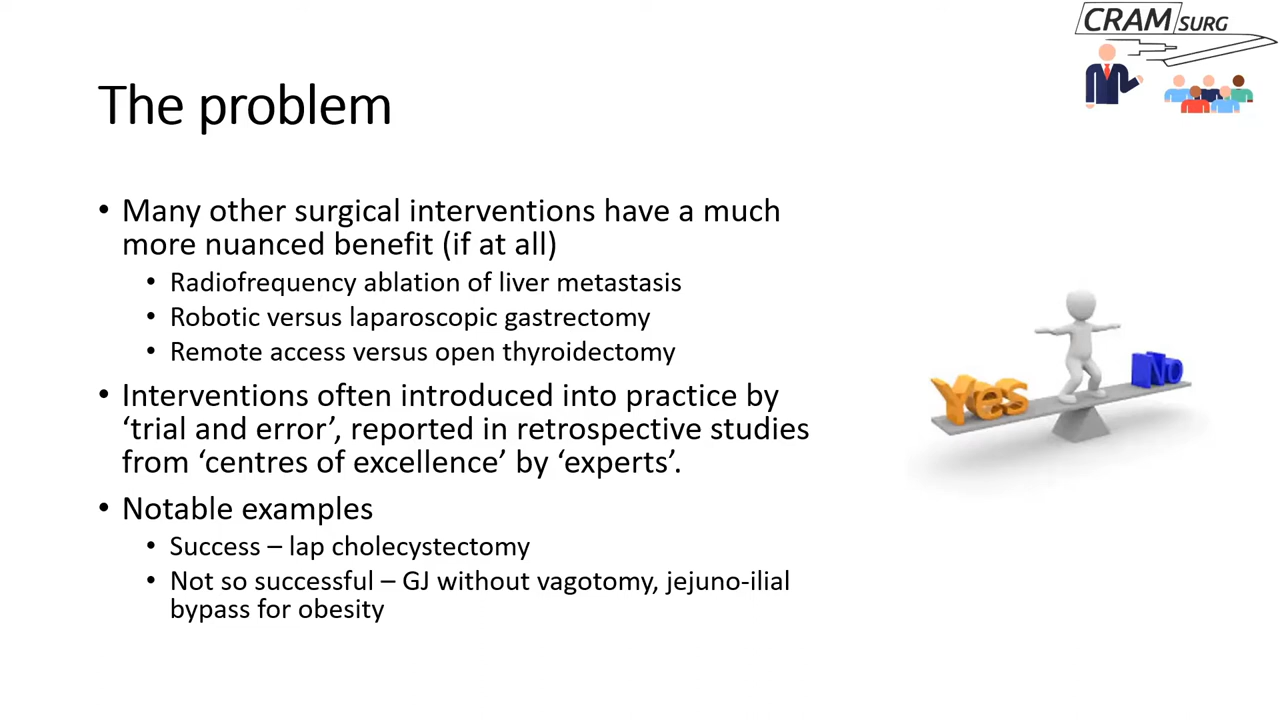 CRAM SURG
The problem
• Many other surgical interventions have a much
more nuanced benefit (if at all)
• Radiofrequency ablation of liver metastasis
• Robotic versus laparoscopic gastrectomy
• Remote access versus open thyroidectomy
• Interventions often introduced into practice by
‘trial and error’, reported in retrospective studies
from ‘centres of excellence’ by ‘experts’.
• Notable examples
• Success – lap cholecystectomy
• Not so successful – GJ without vagotomy, jejuno-ilial
bypass for obesity
Yes
No